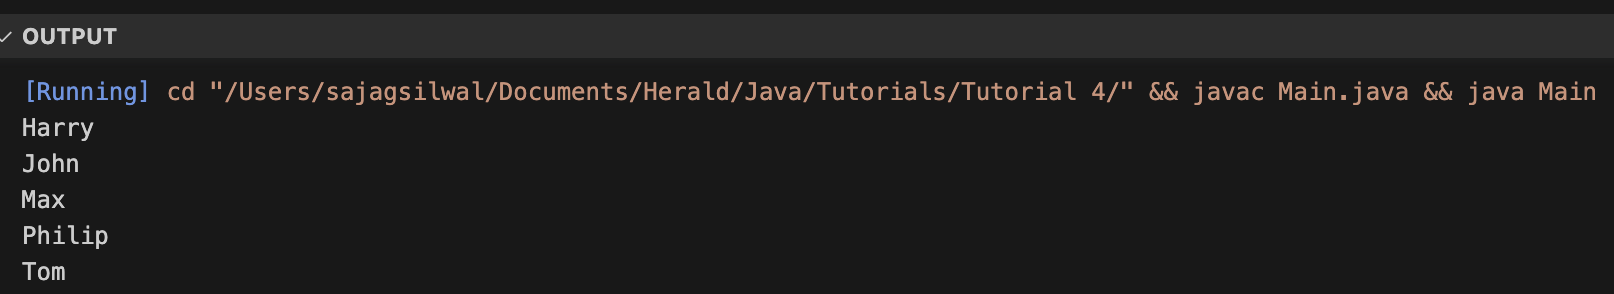 OUTPUT
[Running] cd "/Users/sajagsilwal/Documents/Herald/Java/Tutorials/Tutorial 4/" && javac Main.java && java Main
Harry
John
Max
Philip
Tom